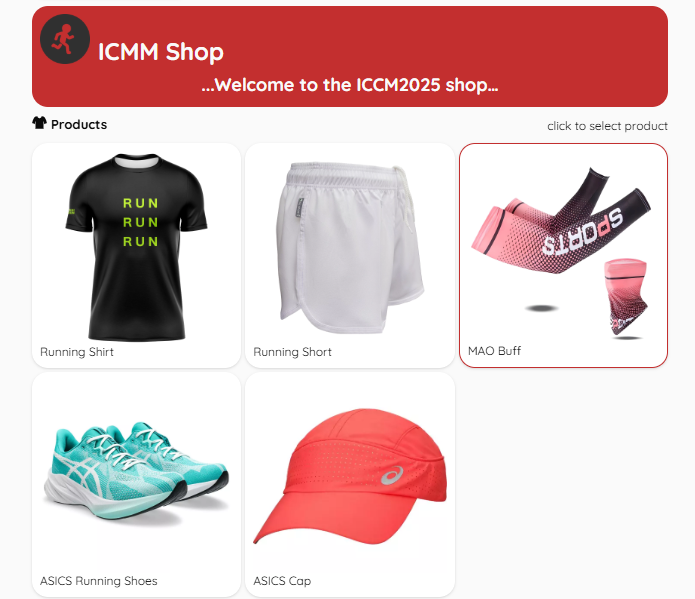 ICMM Shop
...Welcome to the ICCM2025 shop...
Products
click to select product
RUN
RUN
RUN
Running Shirt
Running Short
SPORTS
MAO Buff
ASICS Running Shoes
ASICS Cap